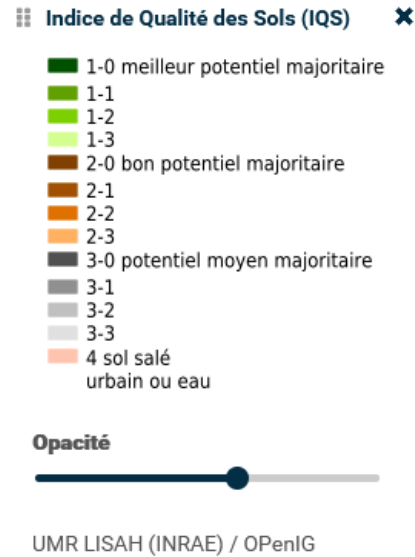 Indice de Qualité des Sols (IQS)
1-0 meilleur potentiel majoritaire
1-1
1-2
1-3
2-0 bon potentiel majoritaire
2-1
2-2
2-3
3-0 potentiel moyen majoritaire
3-1
3-2
3-3
4 sol salé
urbain ou eau
Opacité
UMR LISAH (INRAE) / OPenIG